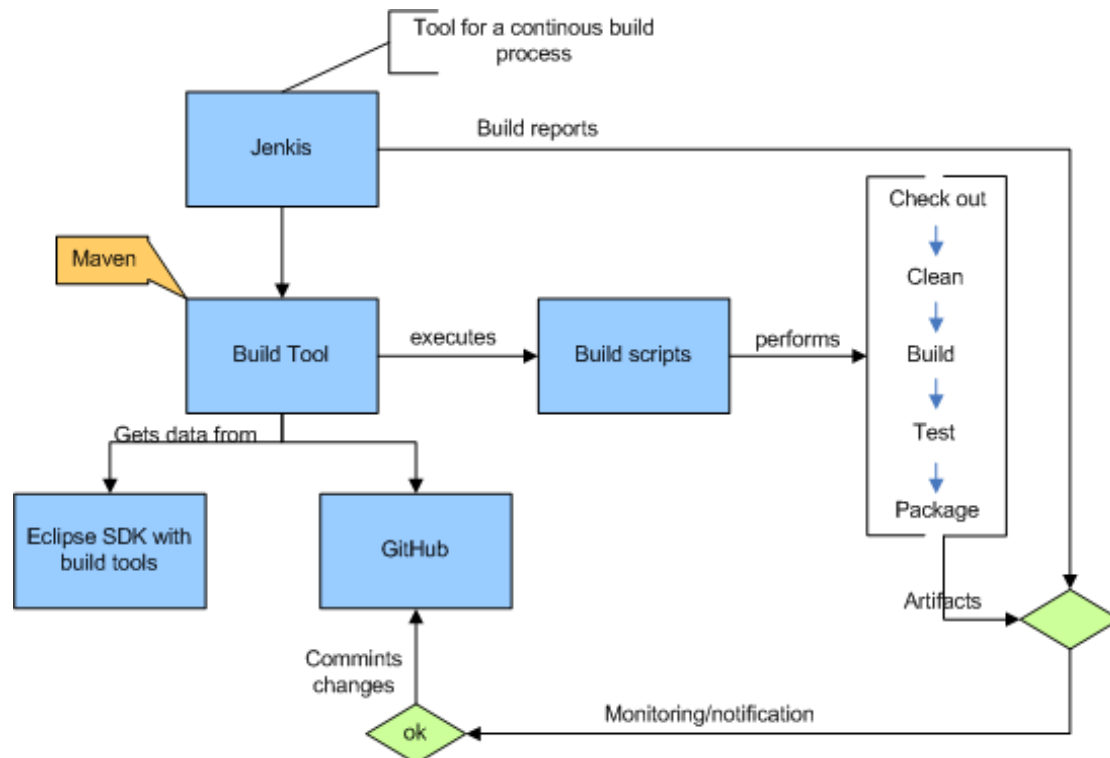 Tool for a continous build
process
Build reports
Jenkis
Check out
Maven
Clean
executes
performs
Build Tool
Build scripts
Build
Gets data from
Test
Package
Eclipse SDK with
build tools
GitHub
Artifacts
Commints
changes
Monitoring/notification
ok